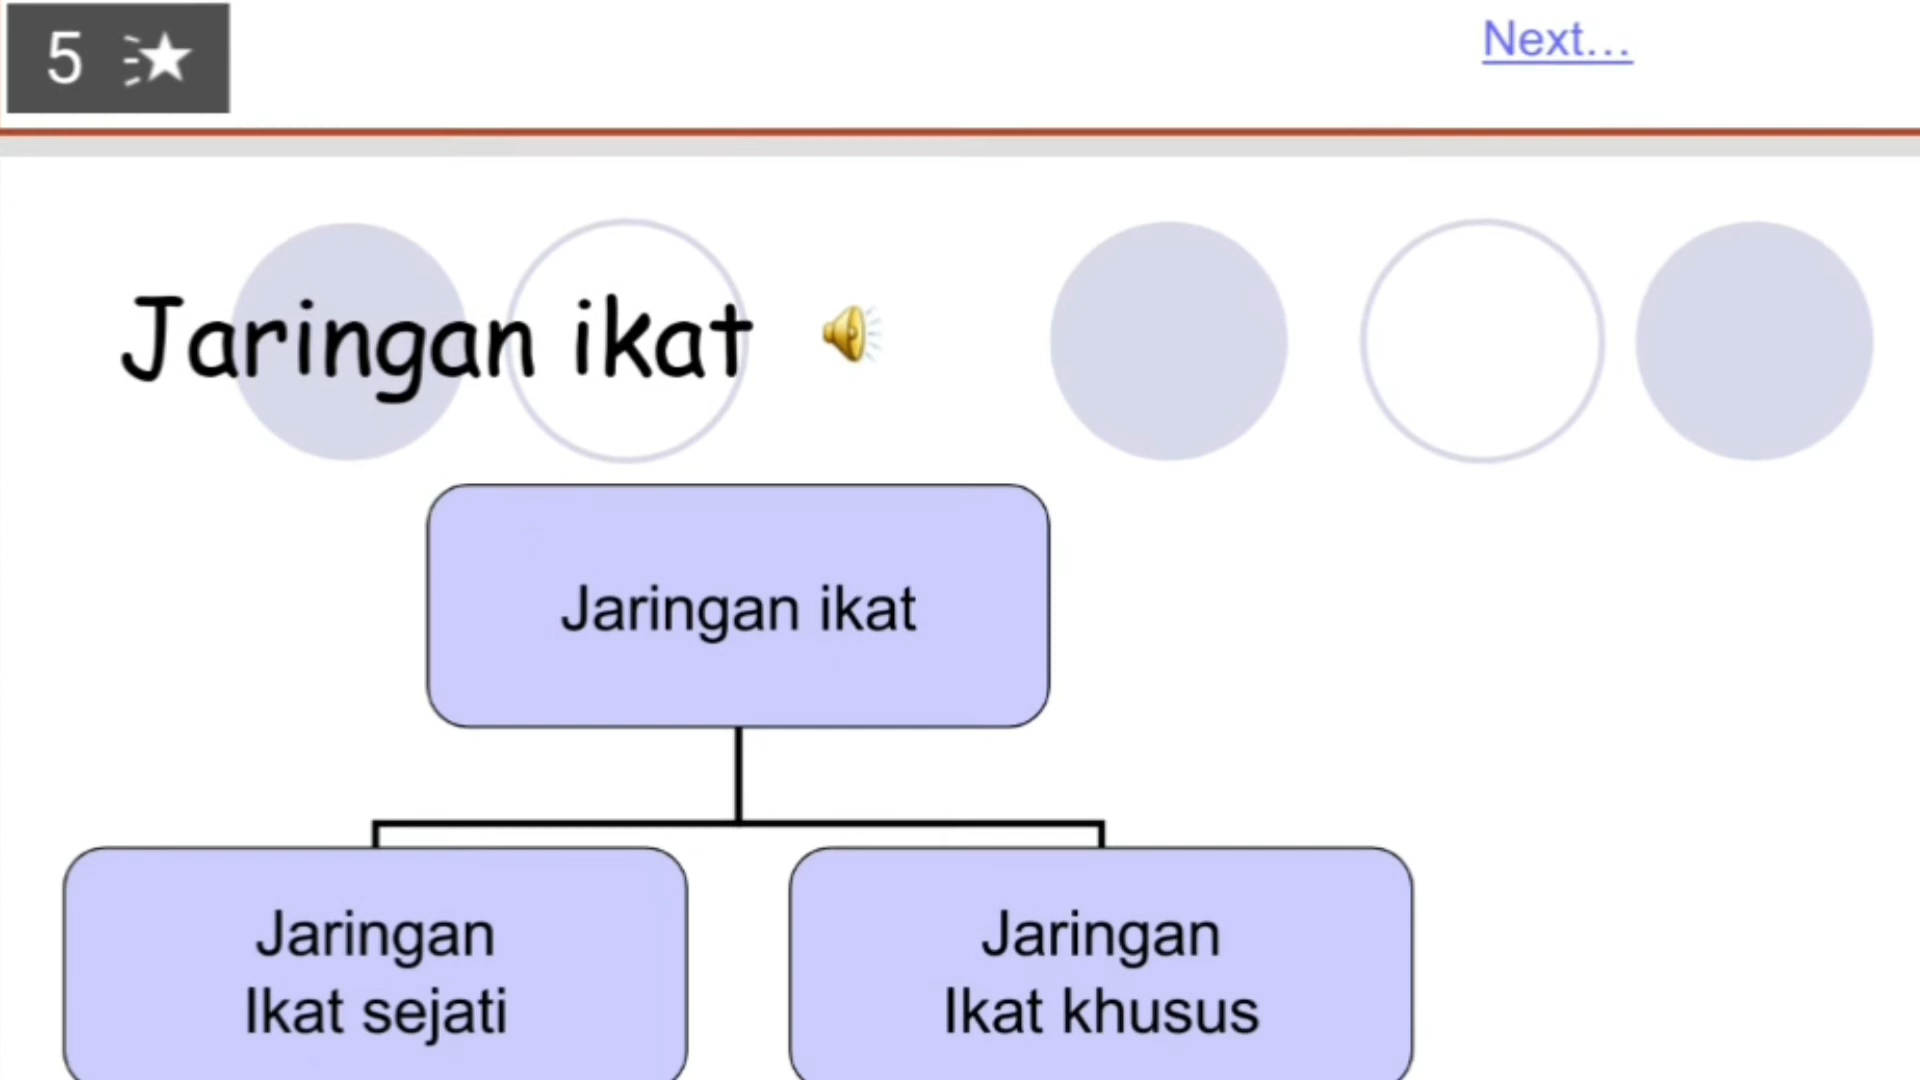 5
Next...
Jaringan ikat
Jaringan ikat
Jaringan
Ikat sejati
Jaringan
Ikat khusus